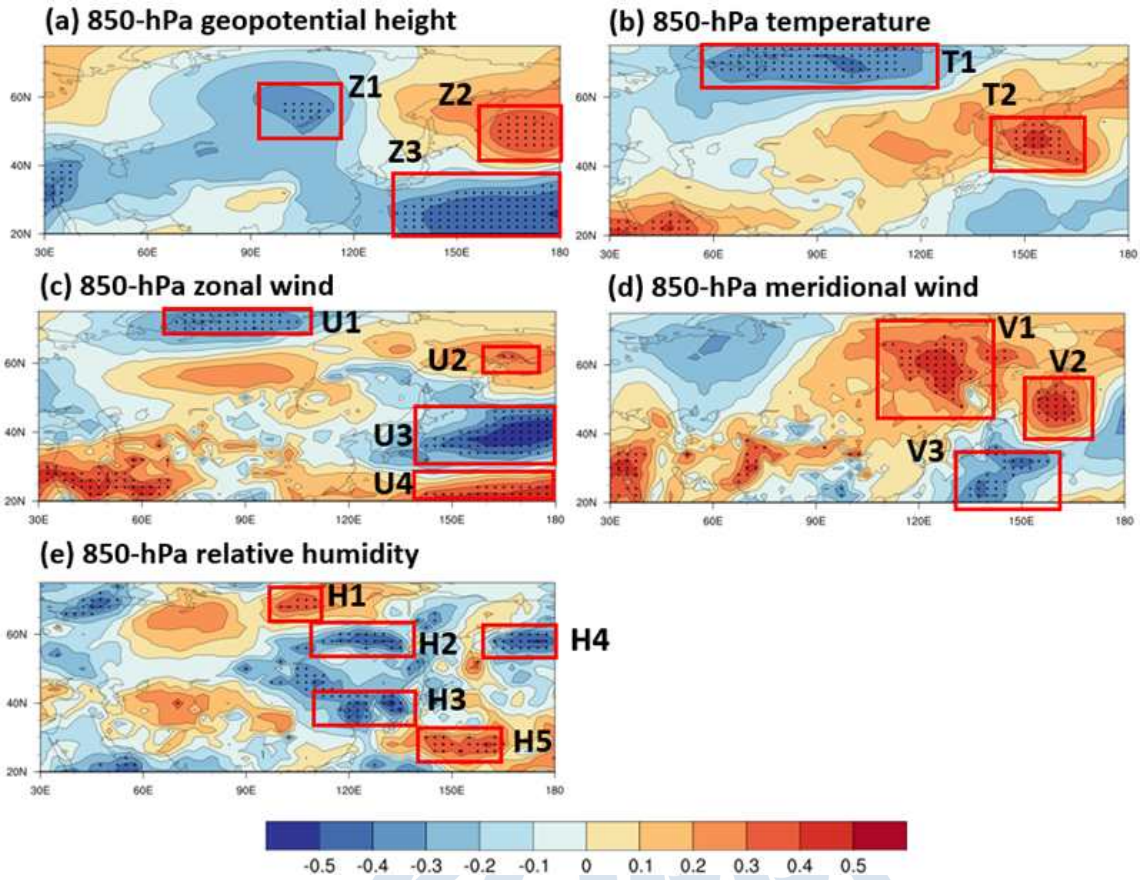 (a) 850-hPa geopotential height
(b) 850-hPa temperature
Z1
Z2
Z3
60N
40N
20N
30E
60E
90E
120E
150E
180
T1
T2
60N
40N
20N
30E
60E
90E
120E
150E
180
(c) 850-hPa zonal wind
(d) 850-hPa meridional wind
U1
U2
U3
U4
60N
40N
20N
30E
60E
90E
120E
150E
180
V1
V2
V3
60N
40N
20N
30E
60E
90E
120E
150E
180
(e) 850-hPa relative humidity
H1
H2
H4
H3
H5
60N
40N
20N
30E
60E
90E
120E
150E
180
-0.5 -0.4 -0.3 -0.2 -0.1 0 0.1 0.2 0.3 0.4 0.5